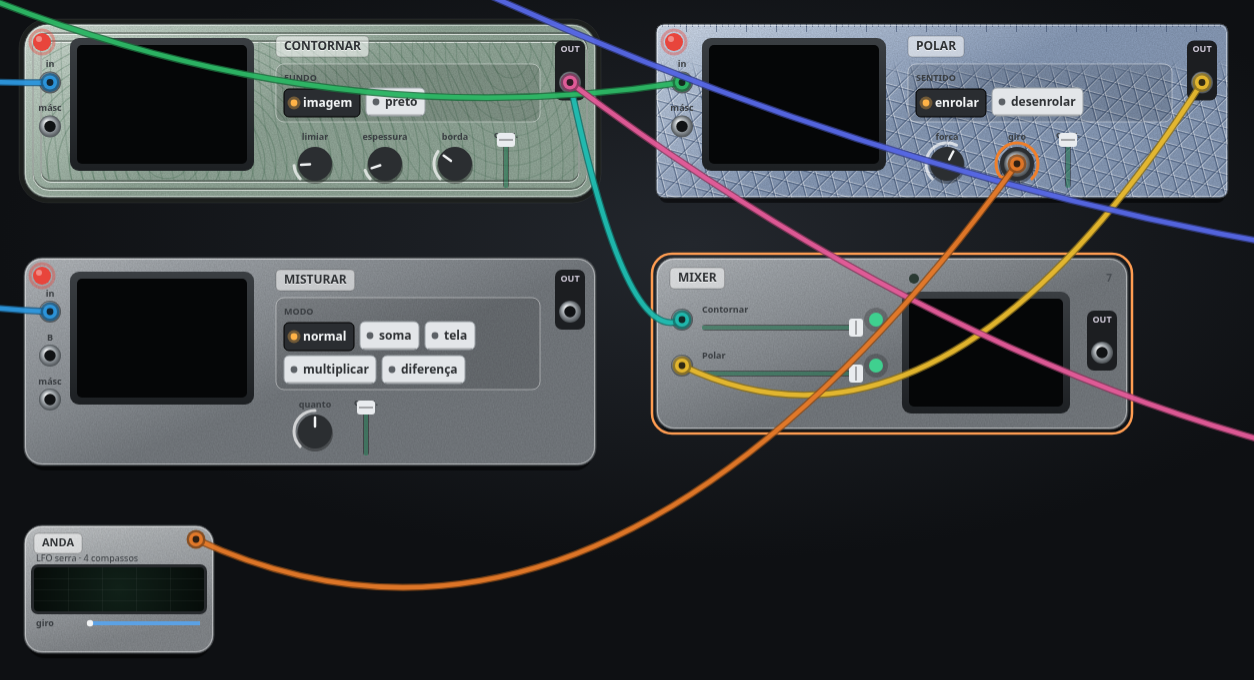 CONTORNAR
OUT
in
FUNDO
imagem
preto
másc
limiar
espessura
borda
POLAR
OUT
in
SENTIDO
enrolar
desenrolar
másc
força
giro
MISTURAR
OUT
in
MODO
normal
soma
tela
B
multiplicar
diferença
másc
quanto
MIXER
7
Contornar
OUT
Polar
ANDA
LFO serra · 4 compassos
giro